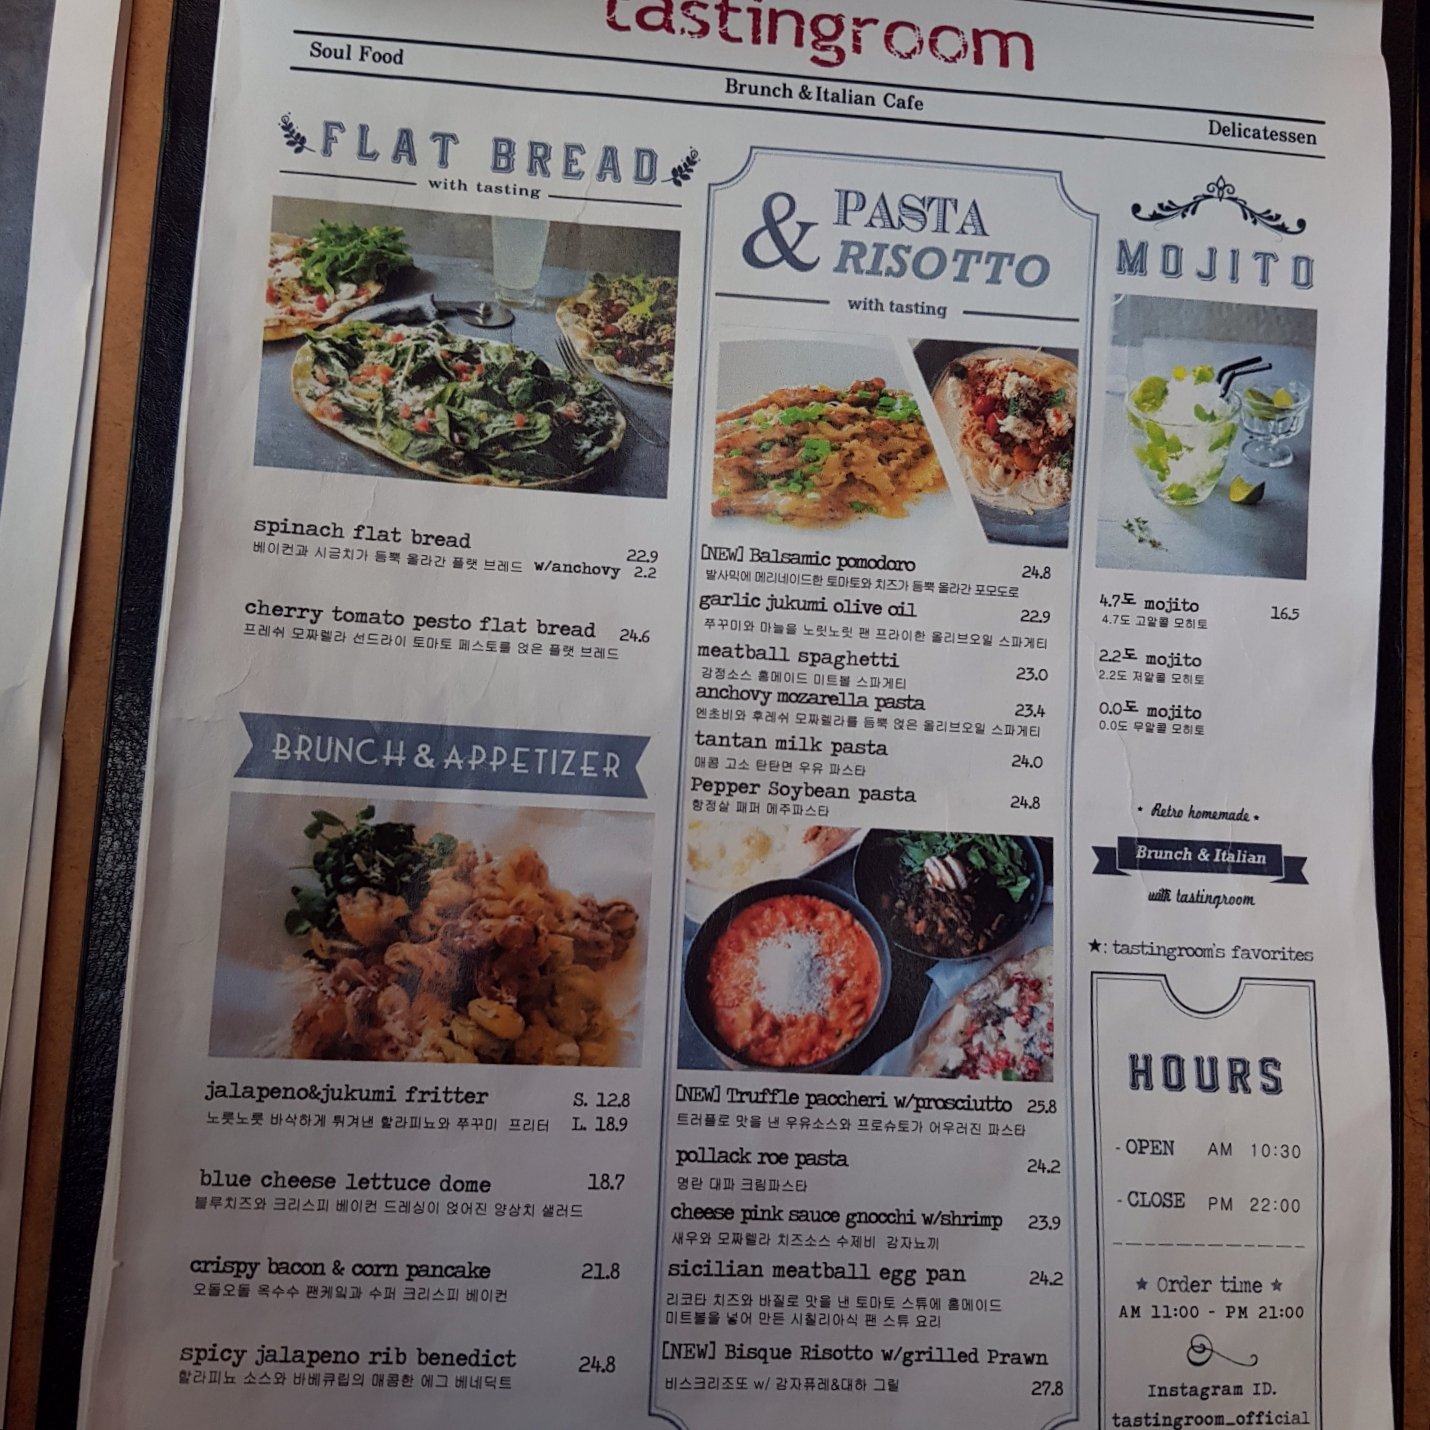 tastingroom
Soul Food
Brunch & Italian Cafe
Delicatessen
FLAT BREAD
with tasting
spinach flat bread 22.9
베이컨과 시금치가 듬뿍 올라간 플랫 브레드 w/anchovy 2.2
cherry tomato pesto flat bread 24.6
프레쉬 모짜렐라 선드라이 토마토 페스토를 얹은 플랫 브레드
BRUNCH & APPETIZER
jalapeno&jukumi fritter S. 12.8
노릇노릇 바삭하게 튀겨낸 할라피뇨와 쭈꾸미 프리터 L. 18.9
blue cheese lettuce dome 18.7
블루치즈와 크리스피 베이컨 드레싱이 얹어진 양상치 샐러드
crispy bacon & corn pancake 21.8
오돌오돌 옥수수 팬케잌과 수퍼 크리스피 베이컨
spicy jalapeno rib benedict 24.8
할라피뇨 소스와 바베큐립의 매콤한 에그 베네딕트
& PASTA
RISOTTO
with tasting
[NEW] Balsamic pomodoro 24.8
발사믹에 메리네이드한 토마토와 치즈가 듬뿍 올라간 포모도로
garlic jukumi olive oil 22.9
쭈꾸미와 마늘을 노릿노릿 팬 프라이한 올리브오일 스파게티
meatball spaghetti 23.0
강정소스 홈메이드 미트볼 스파게티
anchovy mozarella pasta 23.4
엔초비와 후레쉬 모짜렐라를 듬뿍 얹은 올리브오일 스파게티
tantan milk pasta 24.0
매콤 고소 탄탄면 우유 파스타
Pepper Soybean pasta 24.8
항정살 패퍼 메주파스타
[NEW] Truffle paccheri w/prosciutto 25.8
트러플로 맛을 낸 우유소스와 프로슈토가 어우러진 파스타
pollack roe pasta 24.2
명란 대파 크림파스타
cheese pink sauce gnocchi w/shrimp 23.9
새우와 모짜렐라 치즈소스 수제비 감자뇨끼
sicilian meatball egg pan 24.2
리코타 치즈와 바질로 맛을 낸 토마토 스튜에 홈메이드
미트볼을 넣어 만든 시칠리아식 팬 스튜 요리
[NEW] Bisque Risotto w/grilled Prawn
비스크리조또 w/ 감자퓨레&대하 그릴 27.8
MOJITO
4.7도 mojito 16.5
4.7도 고알콜 모히토
2.2도 mojito
2.2도 저알콜 모히토
0.0도 mojito
0.0도 무알콜 모히토
• Retro homemade •
Brunch & Italian
with tastingroom
★: tastingroom's favorites
HOURS
- OPEN AM 10:30
- CLOSE PM 22:00
★ Order time ★
AM 11:00 - PM 21:00
Instagram ID.
tastingroom_official